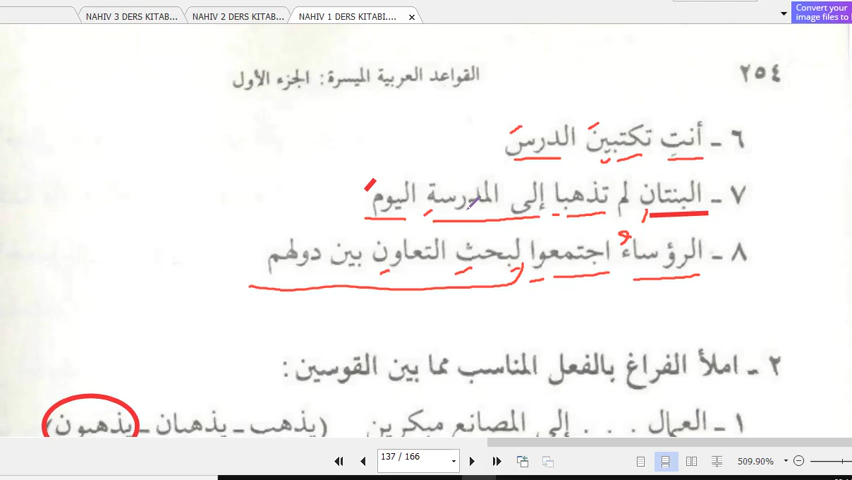 NAHIV 3 DERS KITAB...
NAHIV 2 DERS KITAB...
NAHIV 1 DERS KITABI....
Convert your
image files to
٢٥٤
القواعد العربية الميسرة: الجزء الأول
٦ - أنتِ تكتبينَ الدرسَ
٧ - البنتان لم تذهبا إلى المدرسة اليوم
٨ - الرؤساءُ اجتمعوا لبحثِ التعاونِ بين دولهم
٢ - املأ الفراغ بالفعل المناسب مما بين القوسين:
١ - العمال . . . إلى المصانع مبكرين (يذهب - يذهبان - يذهبون)
137 / 166
509.90%